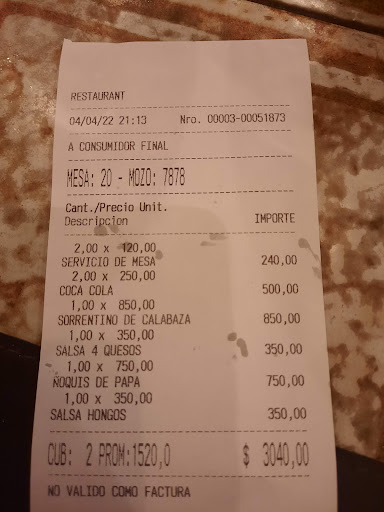 RESTAURANT
04/04/22 21:13 Nro. 00003-00051873
A CONSUMIDOR FINAL
MESA: 20 - MOZO: 7878
Cant./Precio Unit.
Descripcion IMPORTE
2,00 x 120,00
SERVICIO DE MESA 240,00
2,00 x 250,00
COCA COLA 500,00
1,00 x 850,00
SORRENTINO DE CALABAZA 850,00
1,00 x 350,00
SALSA 4 QUESOS 350,00
1,00 x 750,00
ÑOQUIS DE PAPA 750,00
1,00 x 350,00
SALSA HONGOS 350,00
CUB: 2 PROM:1520,0 $ 3040,00
NO VALIDO COMO FACTURA